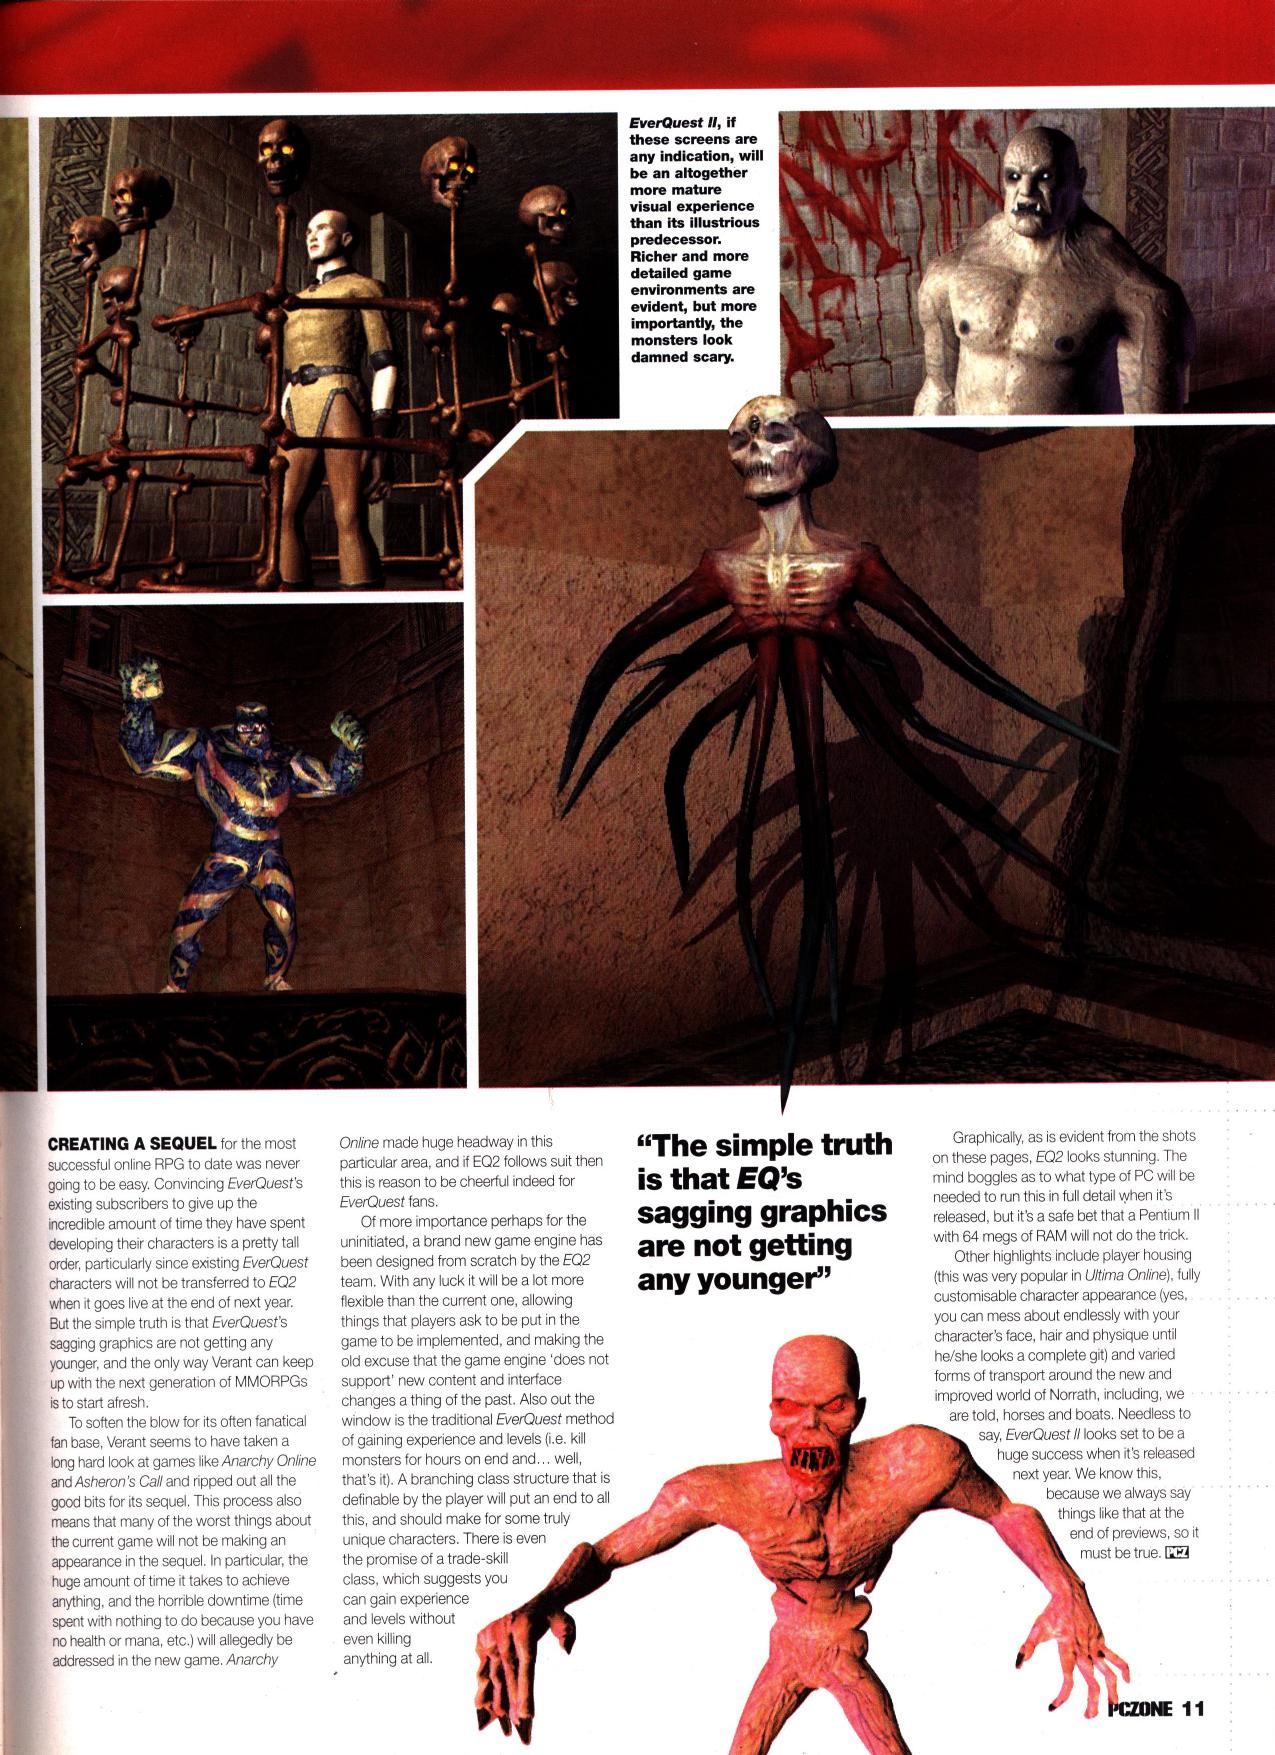 EverQuest II, if
these screens are
any indication, will
be an altogether
more mature
visual experience
than its illustrious
predecessor.
Richer and more
detailed game
environments are
evident, but more
importantly, the
monsters look
damned scary.
CREATING A SEQUEL for the most
successful online RPG to date was never
going to be easy. Convincing EverQuest's
existing subscribers to give up the
incredible amount of time they have spent
developing their characters is a pretty tall
order, particularly since existing EverQuest
characters will not be transferred to EQ2
when it goes live at the end of next year.
But the simple truth is that EverQuest's
sagging graphics are not getting any
younger, and the only way Verant can keep
up with the next generation of MMORPGs
is to start afresh.
To soften the blow for its often fanatical
fan base, Verant seems to have taken a
long hard look at games like Anarchy Online
and Asheron's Call and ripped out all the
good bits for its sequel. This process also
means that many of the worst things about
the current game will not be making an
appearance in the sequel. In particular, the
huge amount of time it takes to achieve
anything, and the horrible downtime (time
spent with nothing to do because you have
no health or mana, etc.) will allegedly be
addressed in the new game. Anarchy
Online made huge headway in this
particular area, and if EQ2 follows suit then
this is reason to be cheerful indeed for
EverQuest fans.
Of more importance perhaps for the
uninitiated, a brand new game engine has
been designed from scratch by the EQ2
team. With any luck it will be a lot more
flexible than the current one, allowing
things that players ask to be put in the
game to be implemented, and making the
old excuse that the game engine 'does not
support' new content and interface
changes a thing of the past. Also out the
window is the traditional EverQuest method
of gaining experience and levels (i.e. kill
monsters for hours on end and... well,
that's it). A branching class structure that is
definable by the player will put an end to all
this, and should make for some truly
unique characters. There is even
the promise of a trade-skill
class, which suggests you
can gain experience
and levels without
even killing
anything at all.
“The simple truth
is that EQ's
sagging graphics
are not getting
any younger”
Graphically, as is evident from the shots
on these pages, EQ2 looks stunning. The
mind boggles as to what type of PC will be
needed to run this in full detail when it's
released, but it's a safe bet that a Pentium II
with 64 megs of RAM will not do the trick.
Other highlights include player housing
(this was very popular in Ultima Online), fully
customisable character appearance (yes,
you can mess about endlessly with your
character's face, hair and physique until
he/she looks a complete git) and varied
forms of transport around the new and
improved world of Norrath, including, we
are told, horses and boats. Needless to
say, EverQuest II looks set to be a
huge success when it's released
next year. We know this,
because we always say
things like that at the
end of previews, so it
must be true. PCZ
PCZONE 11